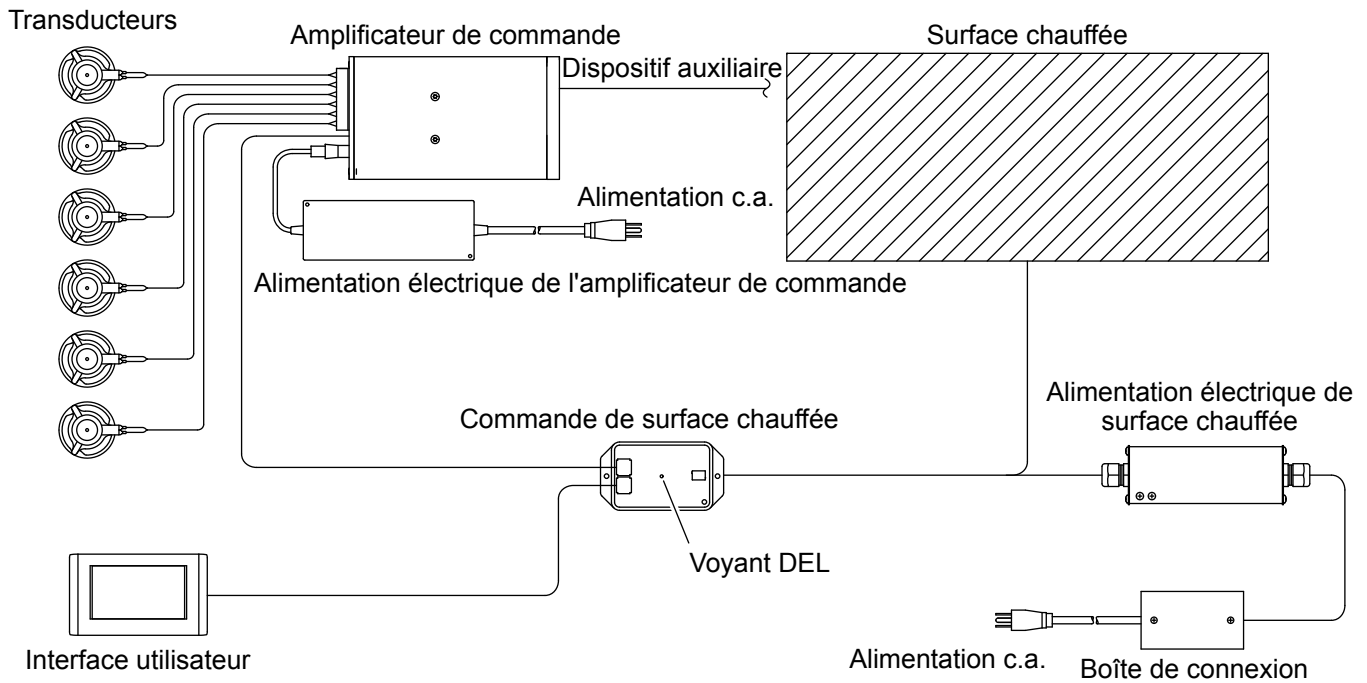 Transducteurs
Amplificateur de commande
Surface chauffée
Dispositif auxiliaire
Alimentation c.a.
Alimentation électrique de l'amplificateur de commande
Alimentation électrique de
surface chauffée
Commande de surface chauffée
Voyant DEL
Interface utilisateur
Alimentation c.a.
Boîte de connexion